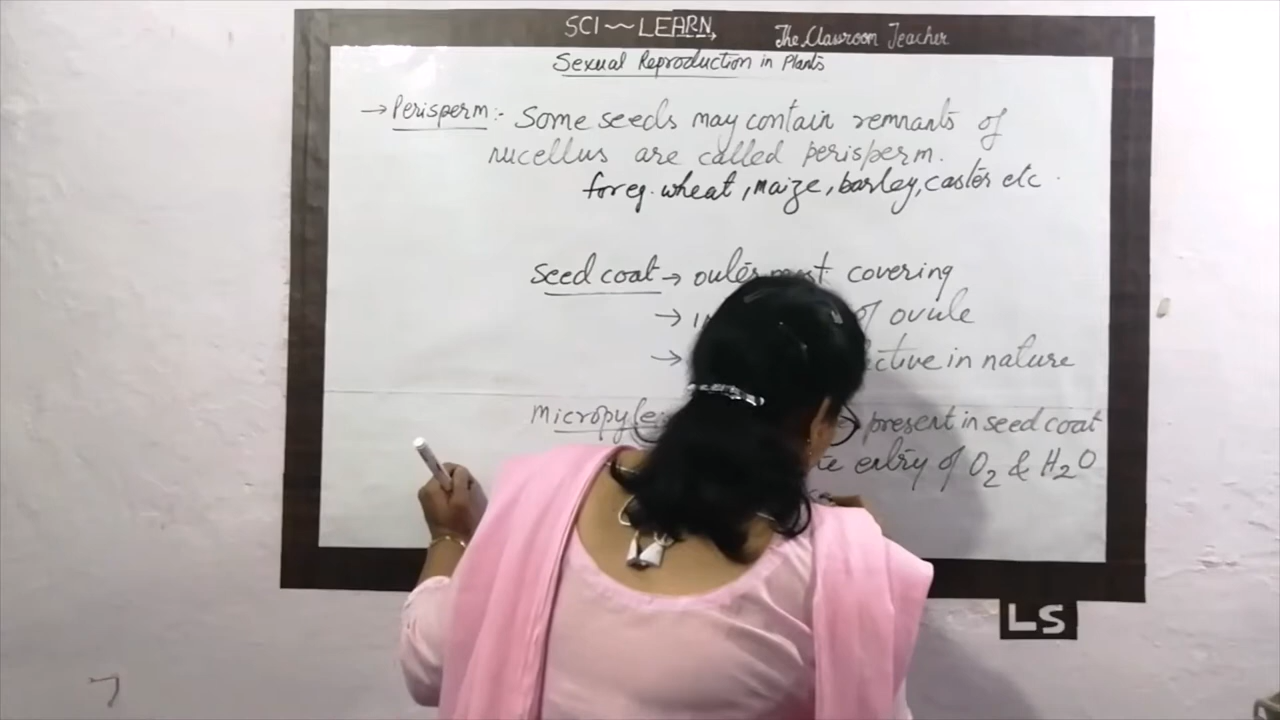 SCI~~LEARN The Classroom Teacher
Sexual Reproduction in Plants
→ Perisperm:- Some seeds may contain remnants of
nucellus are called perisperm.
for eg. wheat, maize, barley, caster etc.
Seed coat → covering
→ of ovule
→ in nature
Micropyle present in seed coat
entry of O2 & H2O
LS